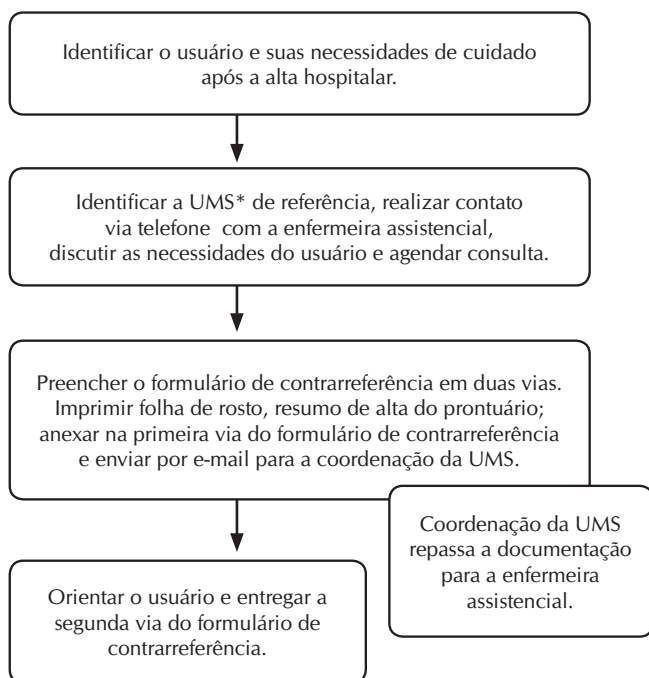 Identificar o usuário e suas necessidades de cuidado
após a alta hospitalar.
Identificar a UMS* de referência, realizar contato
via telefone com a enfermeira assistencial,
discutir as necessidades do usuário e agendar consulta.
Preencher o formulário de contrarreferência em duas vias.
Imprimir folha de rosto, resumo de alta do prontuário;
anexar na primeira via do formulário de contrarreferência
e enviar por e-mail para a coordenação da UMS.
Coordenação da UMS
repassa a documentação
para a enfermeira
assistencial.
Orientar o usuário e entregar a
segunda via do formulário de
contrarreferência.